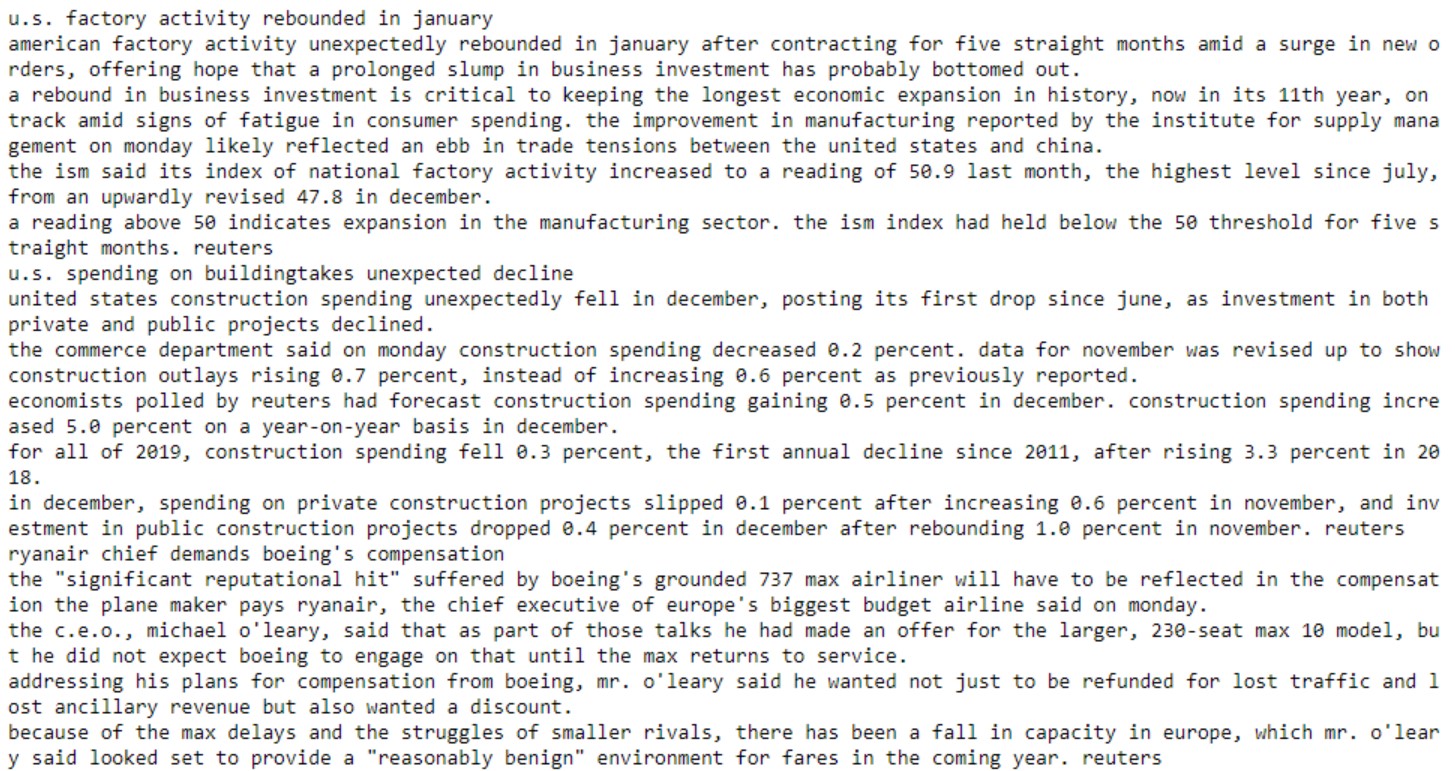 u.s. factory activity rebounded in january
american factory activity unexpectedly rebounded in january after contracting for five straight months amid a surge in new o
rders, offering hope that a prolonged slump in business investment has probably bottomed out.
a rebound in business investment is critical to keeping the longest economic expansion in history, now in its 11th year, on
track amid signs of fatigue in consumer spending. the improvement in manufacturing reported by the institute for supply mana
gement on monday likely reflected an ebb in trade tensions between the united states and china.
the ism said its index of national factory activity increased to a reading of 50.9 last month, the highest level since july,
from an upwardly revised 47.8 in december.
a reading above 50 indicates expansion in the manufacturing sector. the ism index had held below the 50 threshold for five s
traight months. reuters
u.s. spending on buildingtakes unexpected decline
united states construction spending unexpectedly fell in december, posting its first drop since june, as investment in both
private and public projects declined.
the commerce department said on monday construction spending decreased 0.2 percent. data for november was revised up to show
construction outlays rising 0.7 percent, instead of increasing 0.6 percent as previously reported.
economists polled by reuters had forecast construction spending gaining 0.5 percent in december. construction spending incre
ased 5.0 percent on a year-on-year basis in december.
for all of 2019, construction spending fell 0.3 percent, the first annual decline since 2011, after rising 3.3 percent in 20
18.
in december, spending on private construction projects slipped 0.1 percent after increasing 0.6 percent in november, and inv
estment in public construction projects dropped 0.4 percent in december after rebounding 1.0 percent in november. reuters
ryanair chief demands boeing's compensation
the "significant reputational hit" suffered by boeing's grounded 737 max airliner will have to be reflected in the compensat
ion the plane maker pays ryanair, the chief executive of europe's biggest budget airline said on monday.
the c.e.o., michael o'leary, said that as part of those talks he had made an offer for the larger, 230-seat max 10 model, bu
t he did not expect boeing to engage on that until the max returns to service.
addressing his plans for compensation from boeing, mr. o'leary said he wanted not just to be refunded for lost traffic and l
ost ancillary revenue but also wanted a discount.
because of the max delays and the struggles of smaller rivals, there has been a fall in capacity in europe, which mr. o'lear
y said looked set to provide a "reasonably benign" environment for fares in the coming year. reuters